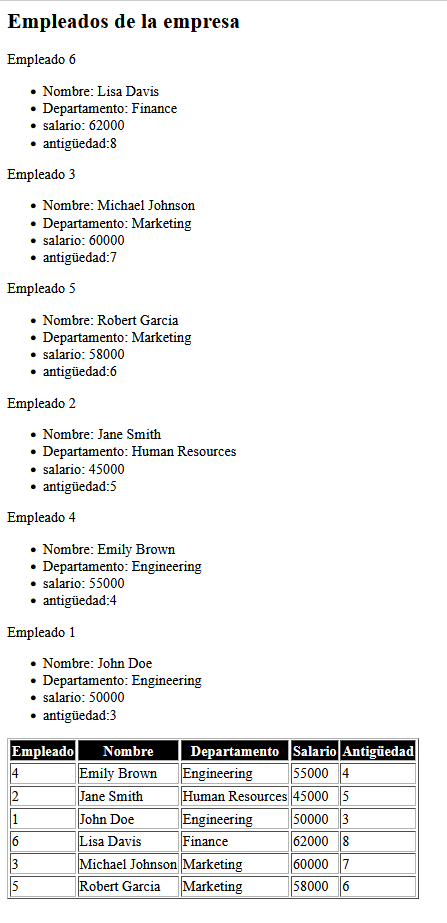 Empleados de la empresa
Empleado 6
Nombre: Lisa Davis
Departamento: Finance
salario: 62000
antigüedad:8
Empleado 3
Nombre: Michael Johnson
Departamento: Marketing
salario: 60000
antigüedad:7
Empleado 5
Nombre: Robert Garcia
Departamento: Marketing
salario: 58000
antigüedad:6
Empleado 2
Nombre: Jane Smith
Departamento: Human Resources
salario: 45000
antigüedad:5
Empleado 4
Nombre: Emily Brown
Departamento: Engineering
salario: 55000
antigüedad:4
Empleado 1
Nombre: John Doe
Departamento: Engineering
salario: 50000
antigüedad:3
Empleado Nombre Departamento Salario Antigüedad
4 Emily Brown Engineering 55000 4
2 Jane Smith Human Resources 45000 5
1 John Doe Engineering 50000 3
6 Lisa Davis Finance 62000 8
3 Michael Johnson Marketing 60000 7
5 Robert Garcia Marketing 58000 6